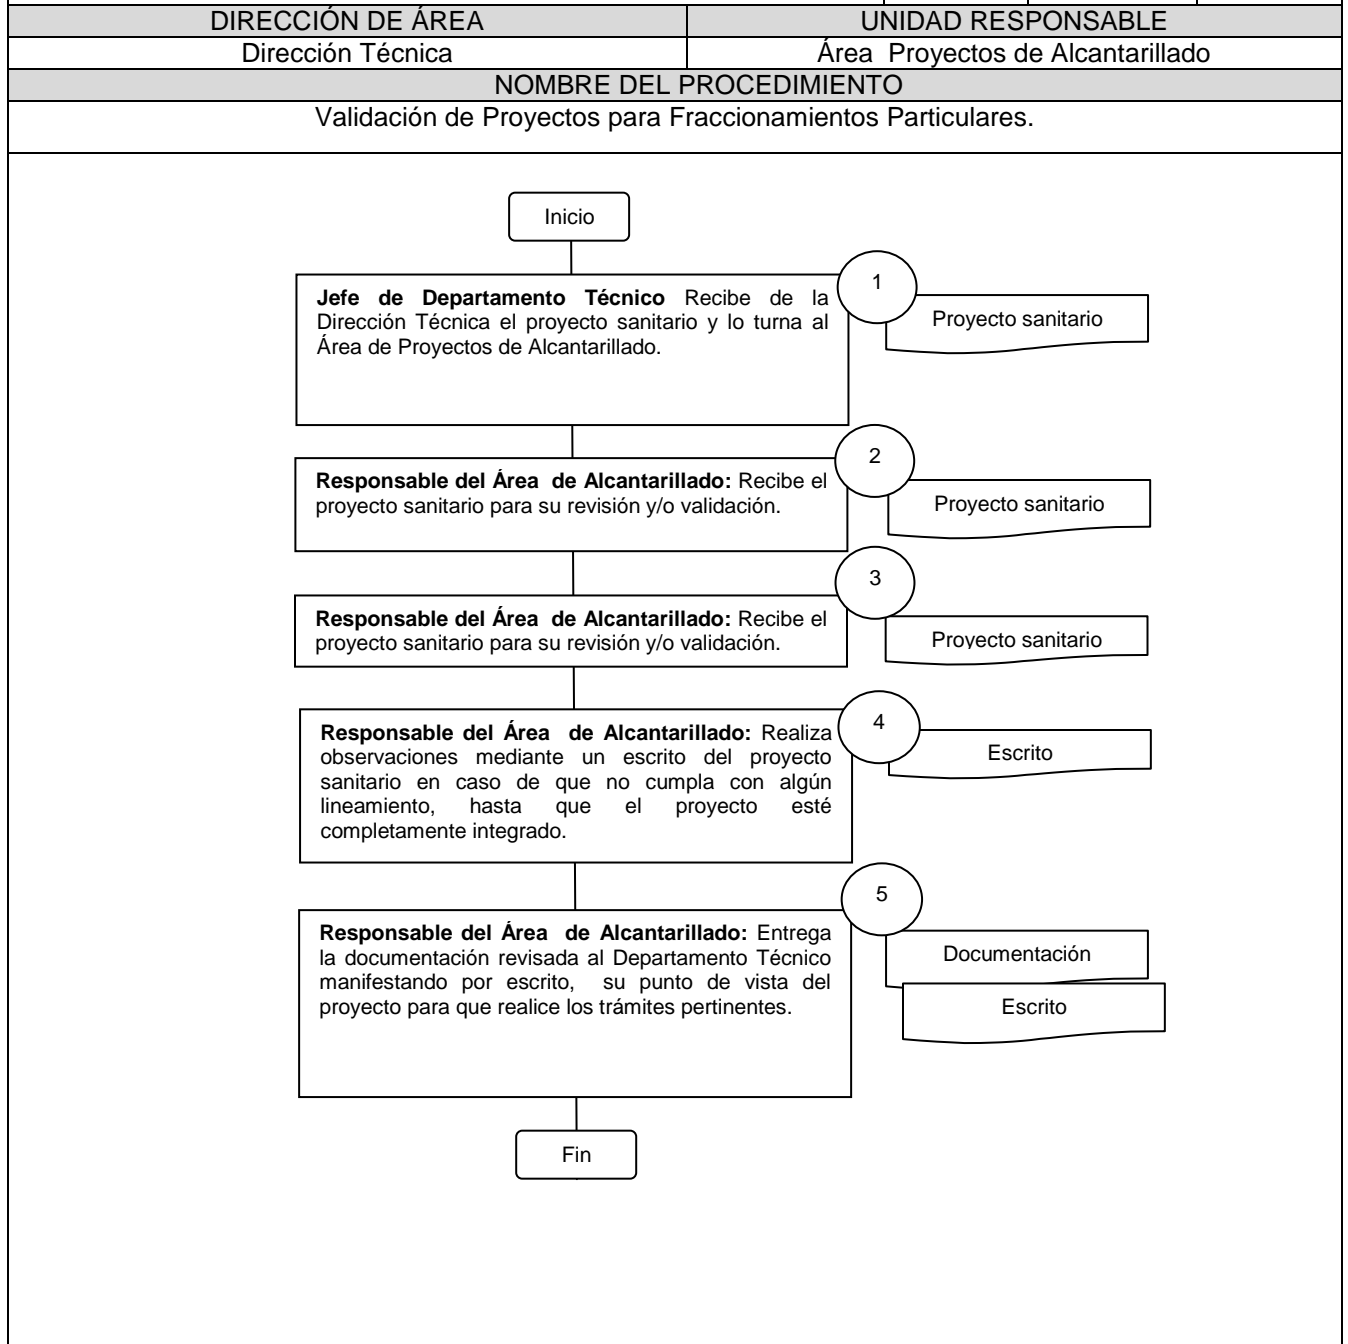 DIRECCIÓN DE ÁREA
UNIDAD RESPONSABLE
Dirección Técnica
Área  Proyectos de Alcantarillado
NOMBRE DEL PROCEDIMIENTO
Validación de Proyectos para Fraccionamientos Particulares.
Inicio
Jefe de Departamento Técnico Recibe de la
Dirección Técnica el proyecto sanitario y lo turna al
Área de Proyectos de Alcantarillado.
1
Proyecto sanitario
Responsable del Área  de Alcantarillado: Recibe el
proyecto sanitario para su revisión y/o validación.
2
Proyecto sanitario
Responsable del Área  de Alcantarillado: Recibe el
proyecto sanitario para su revisión y/o validación.
3
Proyecto sanitario
Responsable del Área  de Alcantarillado: Realiza
observaciones mediante un escrito del proyecto
sanitario en caso de que no cumpla con algún
lineamiento, hasta que el proyecto esté
completamente integrado.
4
Escrito
Responsable del Área  de Alcantarillado: Entrega
la documentación revisada al Departamento Técnico
manifestando por escrito,  su punto de vista del
proyecto para que realice los trámites pertinentes.
5
Documentación
Escrito
Fin